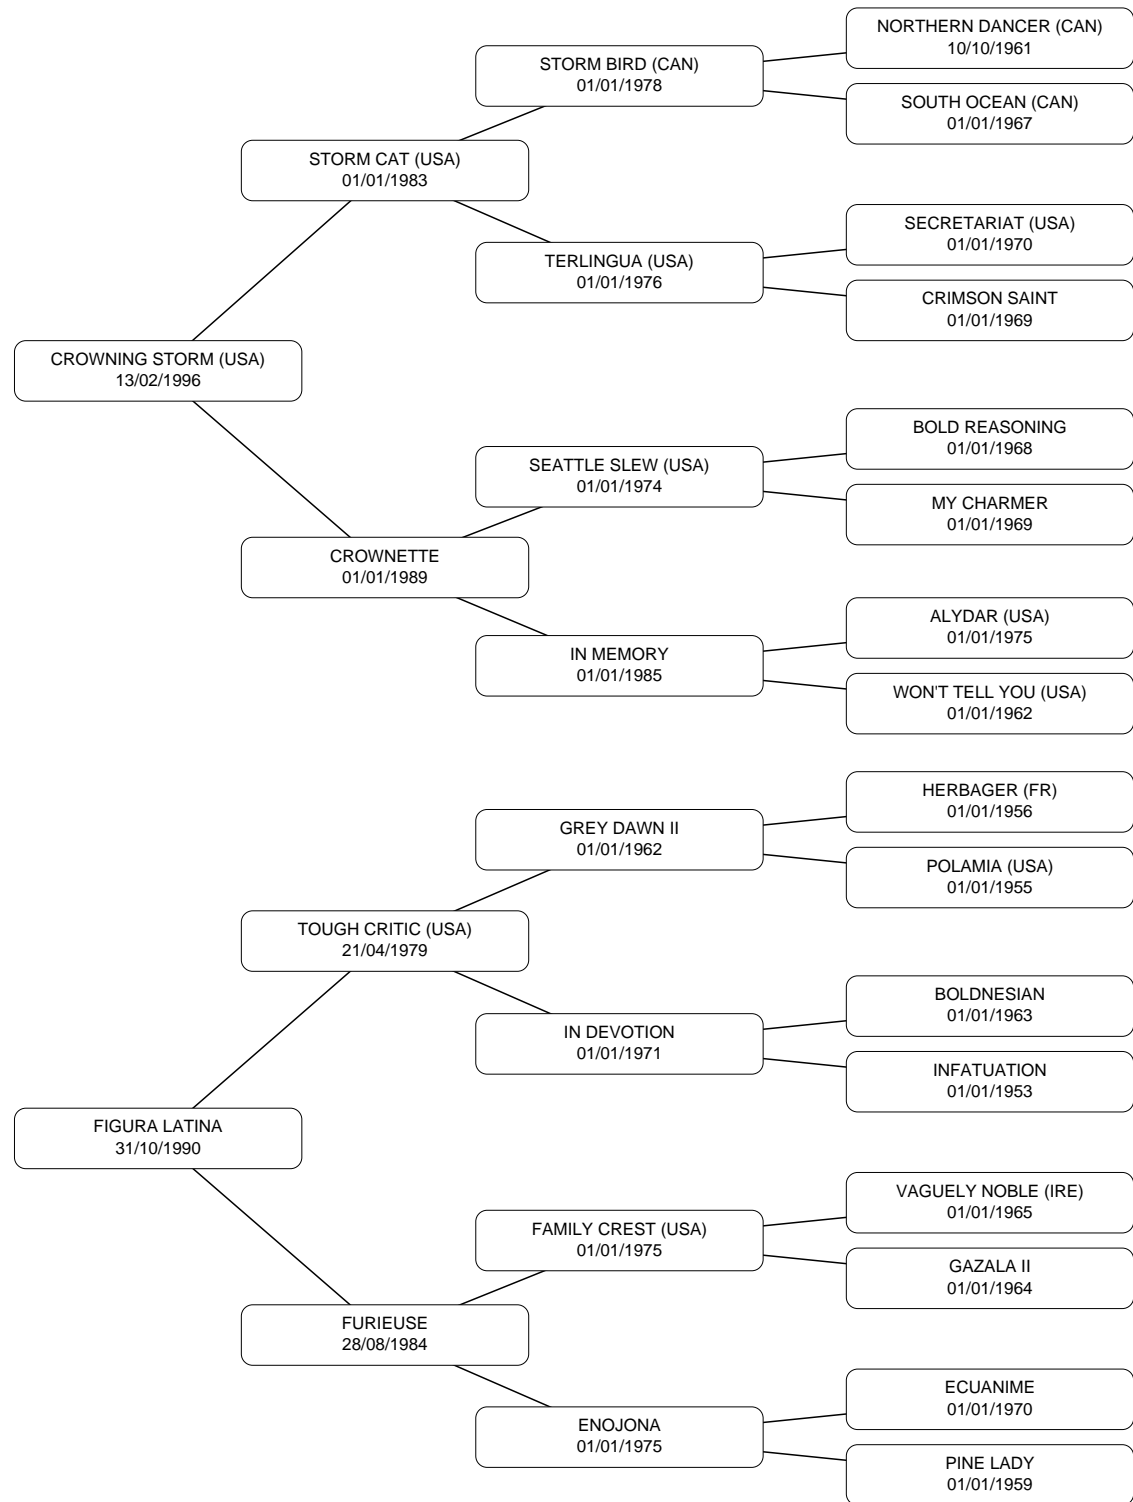 NORTHERN DANCER (CAN)
10/10/1961
STORM BIRD (CAN)
01/01/1978
SOUTH OCEAN (CAN)
01/01/1967
STORM CAT (USA)
01/01/1983
SECRETARIAT (USA)
01/01/1970
TERLINGUA (USA)
01/01/1976
CRIMSON SAINT
01/01/1969
CROWNING STORM (USA)
13/02/1996
BOLD REASONING
01/01/1968
SEATTLE SLEW (USA)
01/01/1974
MY CHARMER
01/01/1969
CROWNETTE
01/01/1989
ALYDAR (USA)
01/01/1975
IN MEMORY
01/01/1985
WON'T TELL YOU (USA)
01/01/1962
HERBAGER (FR)
01/01/1956
GREY DAWN II
01/01/1962
POLAMIA (USA)
01/01/1955
TOUGH CRITIC (USA)
21/04/1979
BOLDNESIAN
01/01/1963
IN DEVOTION
01/01/1971
INFATUATION
01/01/1953
FIGURA LATINA
31/10/1990
VAGUELY NOBLE (IRE)
01/01/1965
FAMILY CREST (USA)
01/01/1975
GAZALA II
01/01/1964
FURIEUSE
28/08/1984
ECUANIME
01/01/1970
ENOJONA
01/01/1975
PINE LADY
01/01/1959